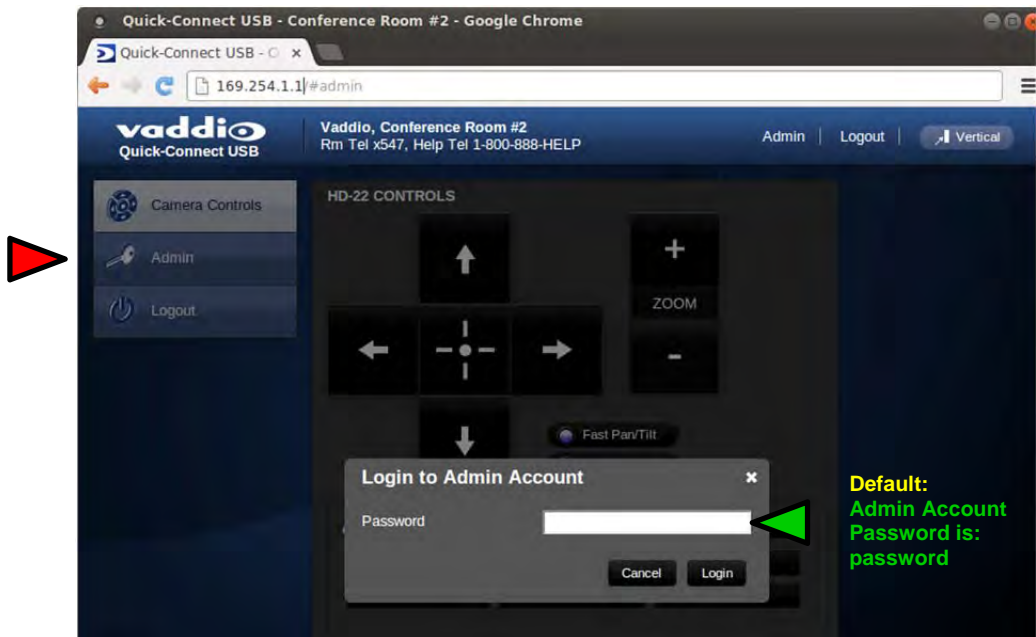 Quick-Connect USB - Conference Room #2 - Google Chrome
Quick-Connect USB - C
169.254.1.1/#admin
vaddio
Quick-Connect USB
Vaddio, Conference Room #2
Rm Tel x547, Help Tel 1-800-888-HELP
Admin
Logout
Vertical
Camera Controls
Admin
Logout
HD-22 CONTROLS
+
ZOOM
-
Fast Pan/Tilt
Login to Admin Account
Password
Cancel
Login
Default:
Admin Account
Password is:
password